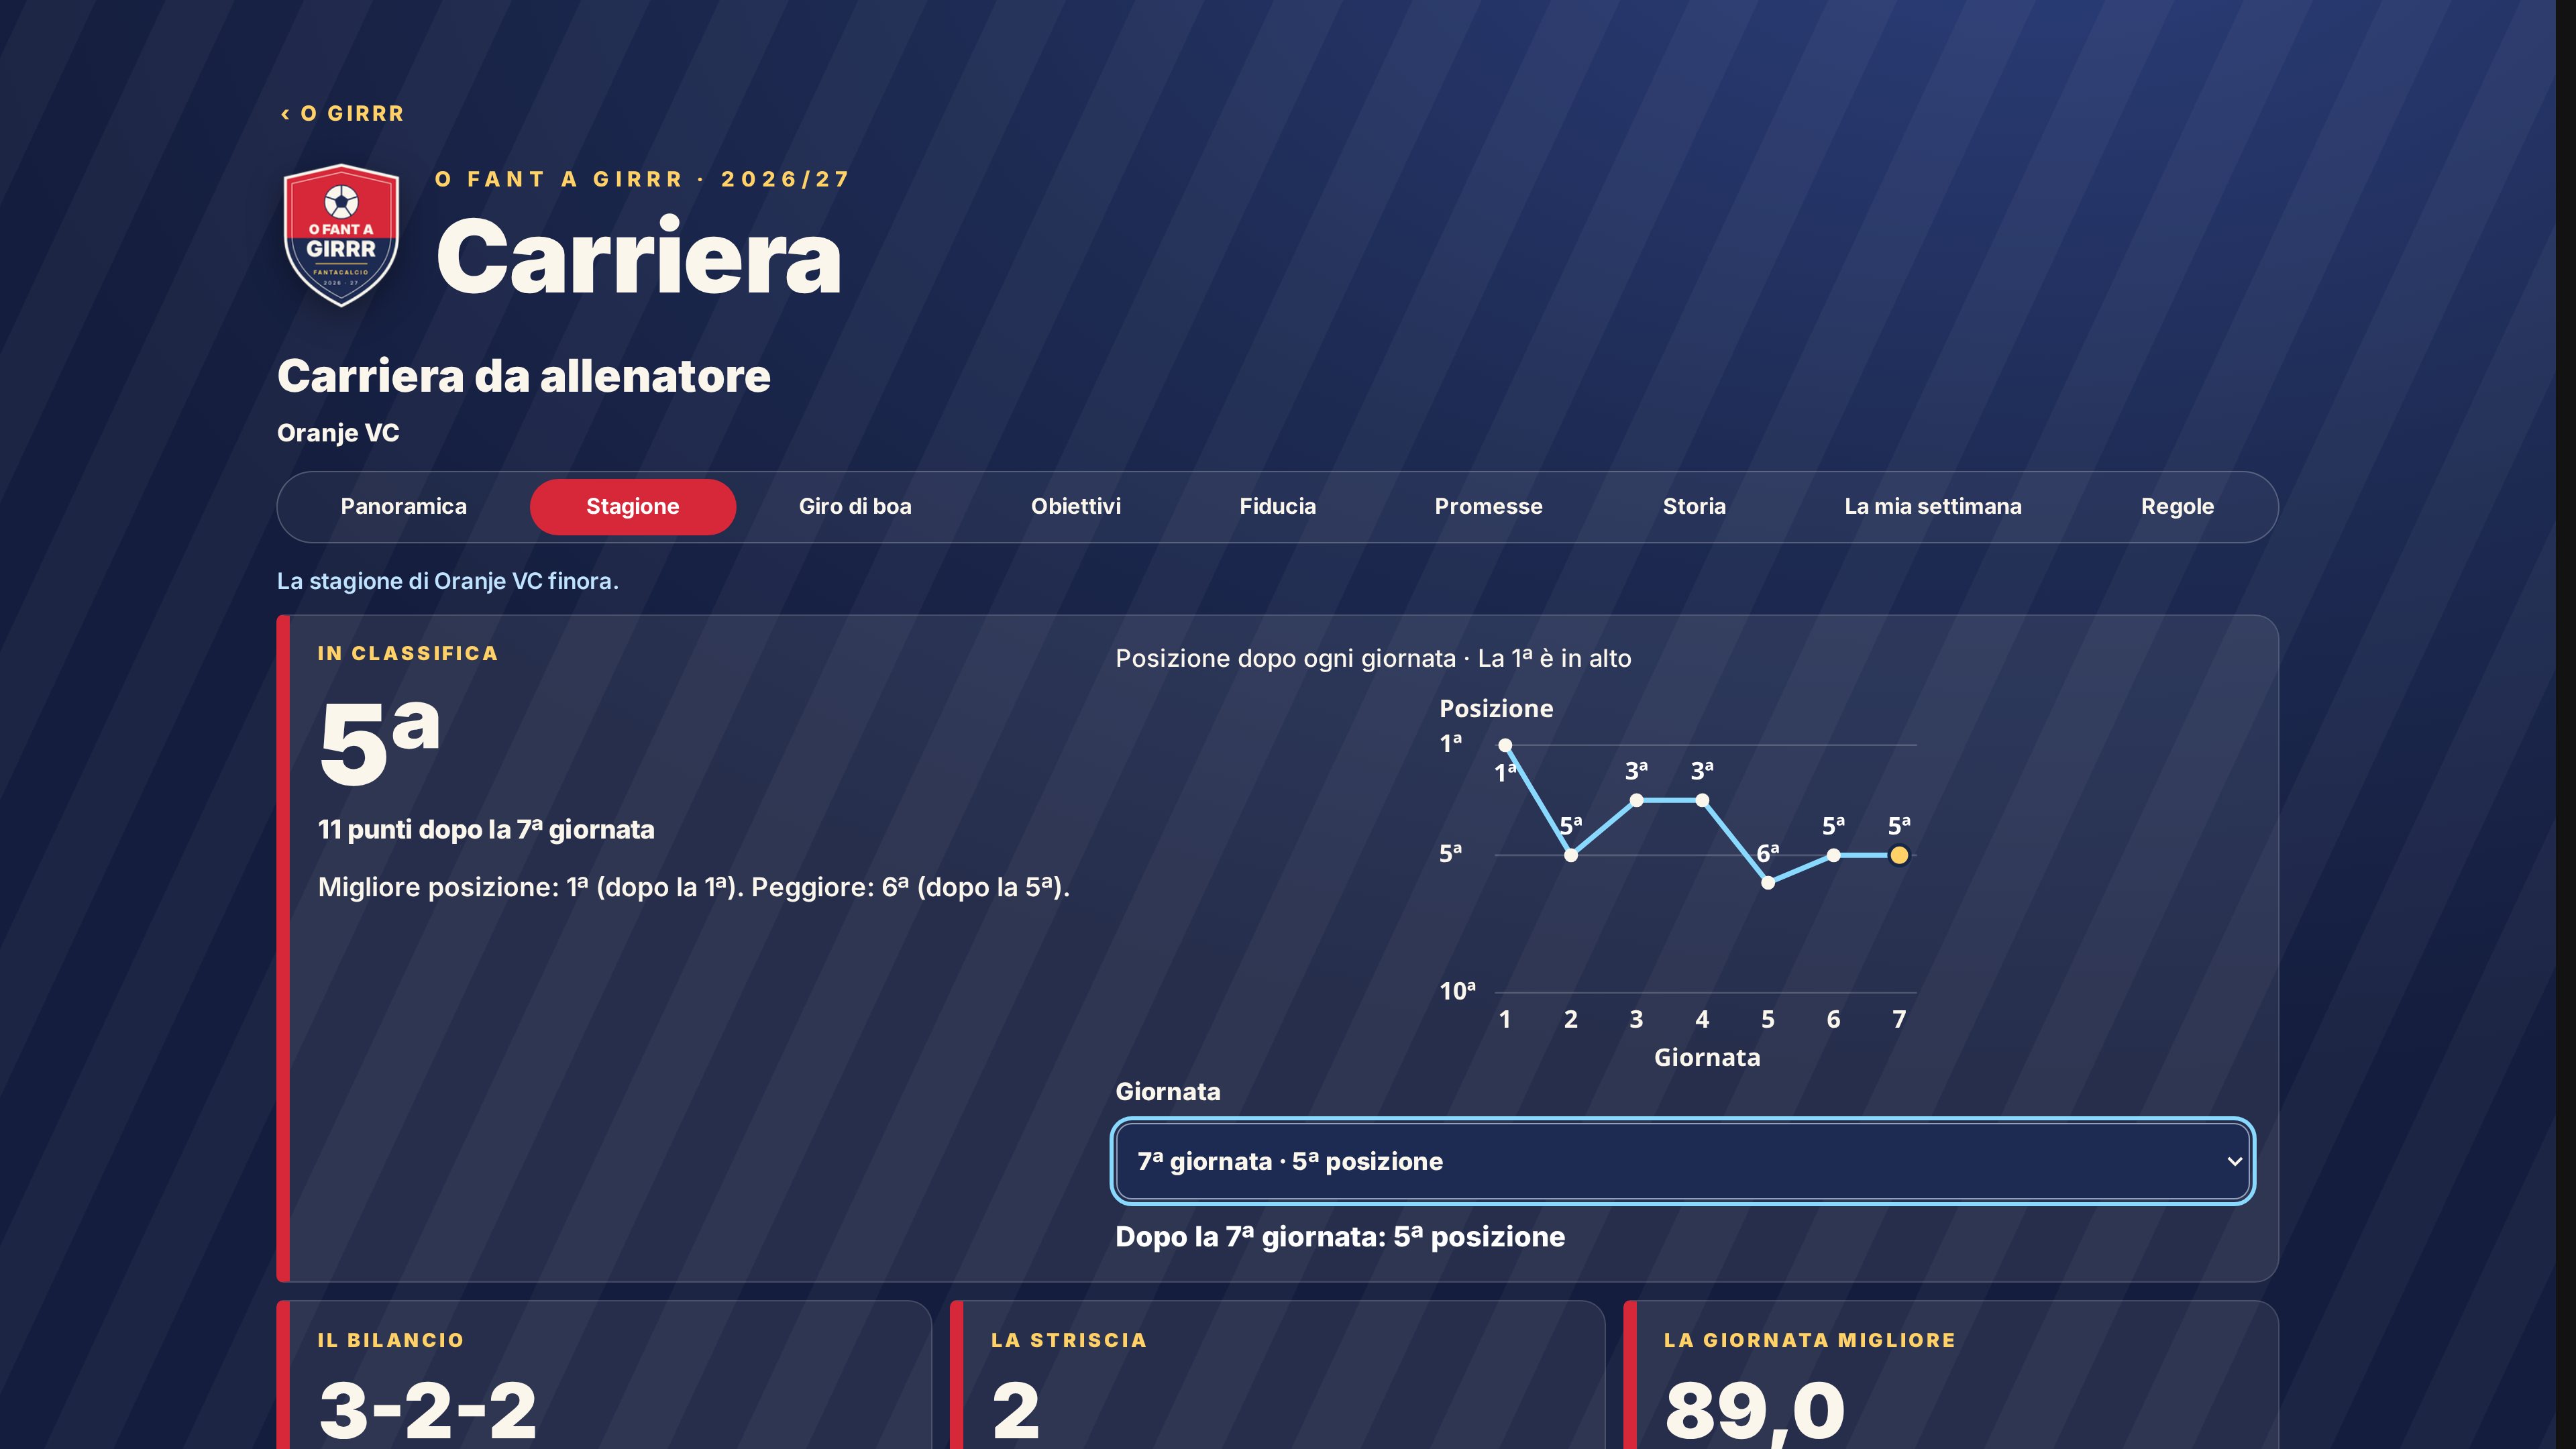 ‹ O GIRRR
O FANT A
GIRRR
FANTACALCIO
2026 · 27
O FANT A GIRRR · 2026/27
Carriera
Carriera da allenatore
Oranje VC
Panoramica Stagione Giro di boa Obiettivi Fiducia Promesse Storia La mia settimana Regole
La stagione di Oranje VC finora.
IN CLASSIFICA
5ª
11 punti dopo la 7ª giornata
Migliore posizione: 1ª (dopo la 1ª). Peggiore: 6ª (dopo la 5ª).
Posizione dopo ogni giornata · La 1ª è in alto
Posizione
1ª
1ª 3ª 3ª
5ª 5ª 5ª
5ª 6ª
10ª
1 2 3 4 5 6 7
Giornata
Giornata
7ª giornata · 5ª posizione
Dopo la 7ª giornata: 5ª posizione
IL BILANCIO
3-2-2
LA STRISCIA
2
LA GIORNATA MIGLIORE
89,0